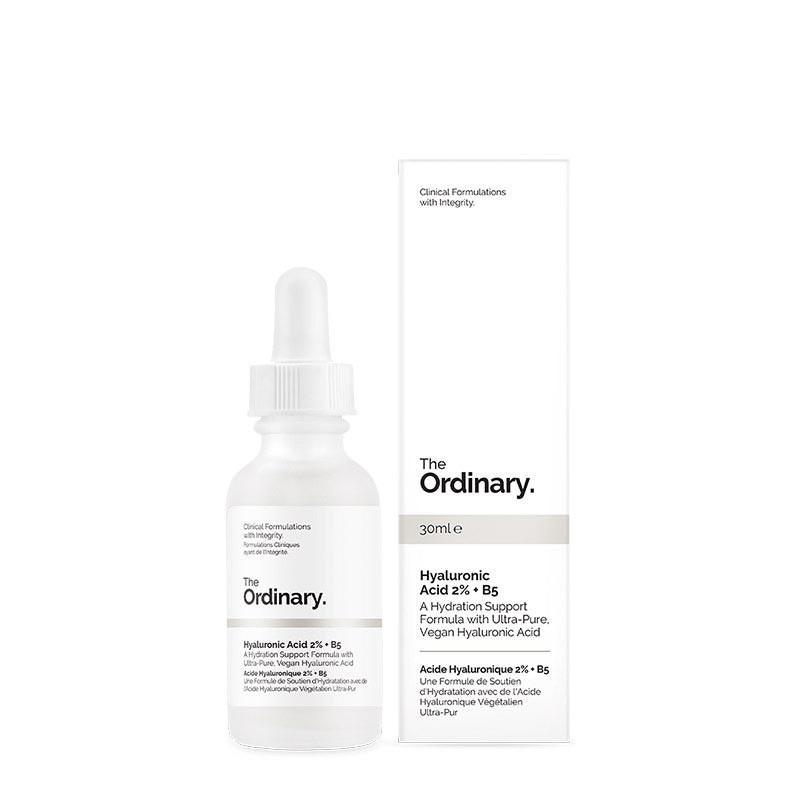 Clinical Formulations
with Integrity.
Formulations Cliniques
ayant de l'intégrité.
The
Ordinary.
Hyaluronic Acid 2% + B5
A Hydration Support Formula with
Ultra-Pure, Vegan Hyaluronic Acid
Acide Hyaluronique 2% + B5
Une Formule de Soutien d'Hydratation avec de
l'Acide Hyaluronique Végétalien Ultra-Pur
Clinical Formulations
with Integrity.
The
Ordinary.
30ml ℮
Hyaluronic
Acid 2% + B5
A Hydration Support
Formula with Ultra-Pure,
Vegan Hyaluronic Acid
Acide Hyaluronique 2% + B5
Une Formule de Soutien
d'Hydratation avec de l'Acide
Hyaluronique Végétalien
Ultra-Pur